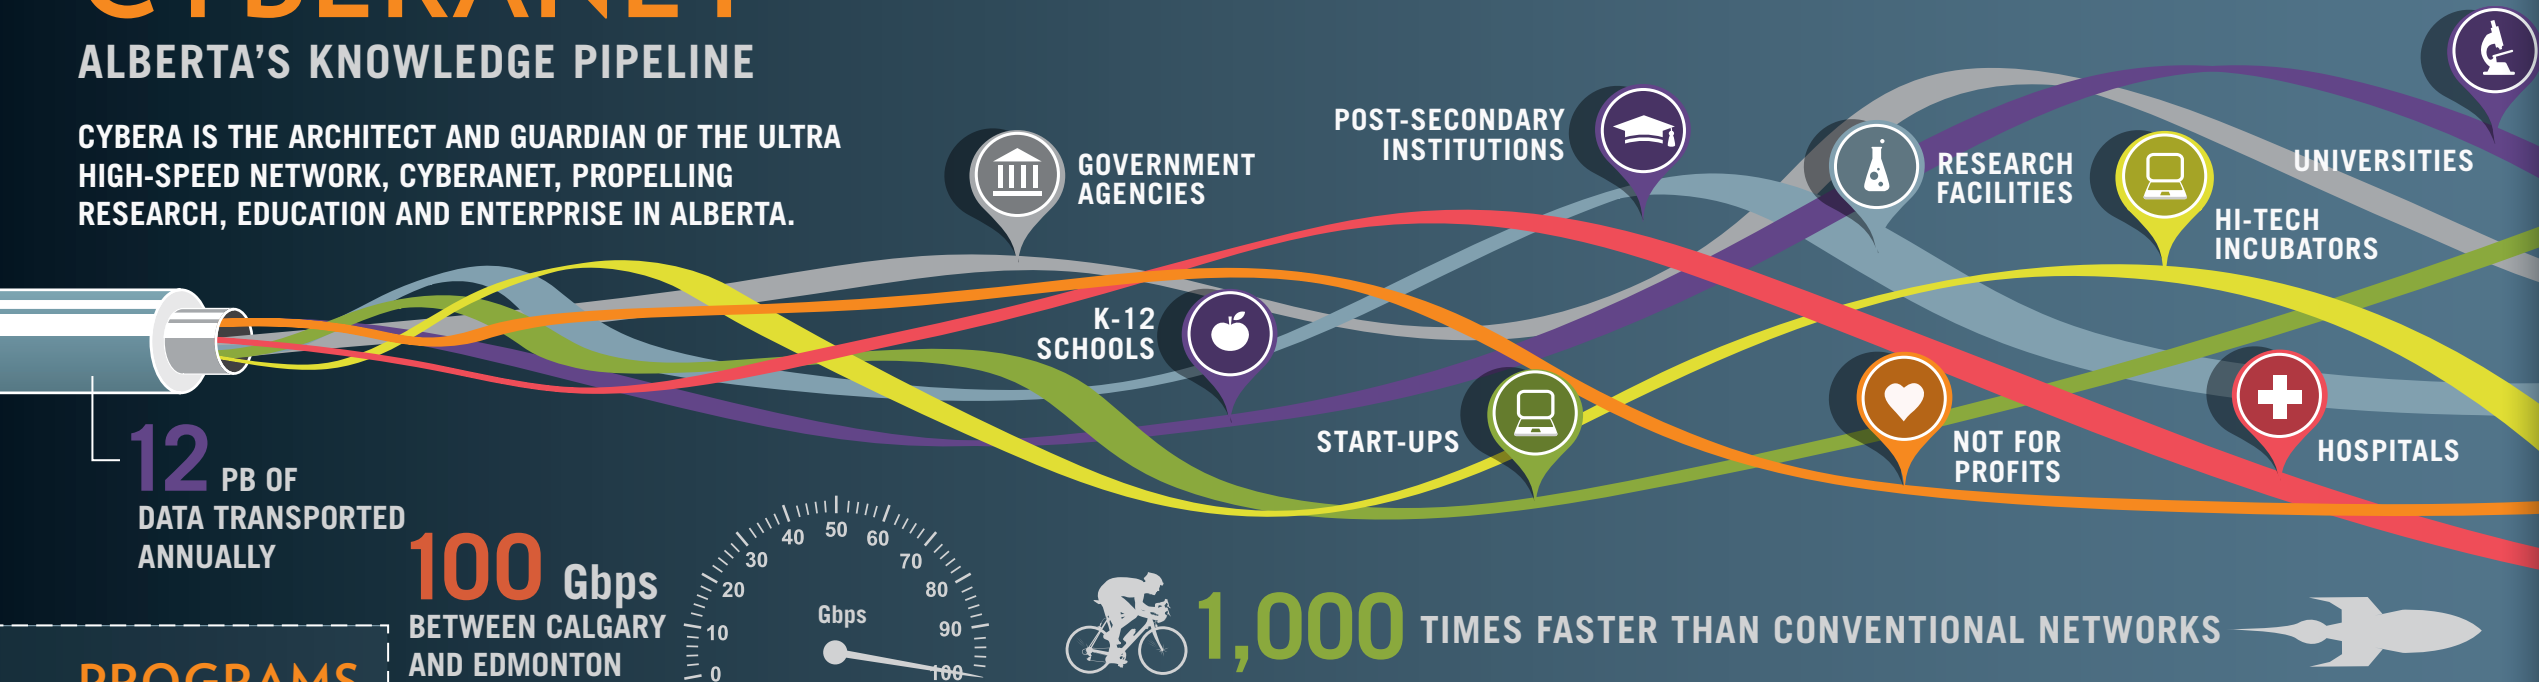 CYBERANET
ALBERTA'S KNOWLEDGE PIPELINE
CYBERA IS THE ARCHITECT AND GUARDIAN OF THE ULTRA
HIGH-SPEED NETWORK, CYBERANET, PROPELLING
RESEARCH, EDUCATION AND ENTERPRISE IN ALBERTA.
GOVERNMENT
AGENCIES
POST-SECONDARY
INSTITUTIONS
RESEARCH
FACILITIES
HI-TECH
INCUBATORS
UNIVERSITIES
K-12
SCHOOLS
START-UPS
NOT FOR
PROFITS
HOSPITALS
12 PB OF
DATA TRANSPORTED
ANNUALLY
100 Gbps
BETWEEN CALGARY
AND EDMONTON
0
10
20
30
40
50
60
70
80
90
100
Gbps
1,000 TIMES FASTER THAN CONVENTIONAL NETWORKS
PROGRAMS